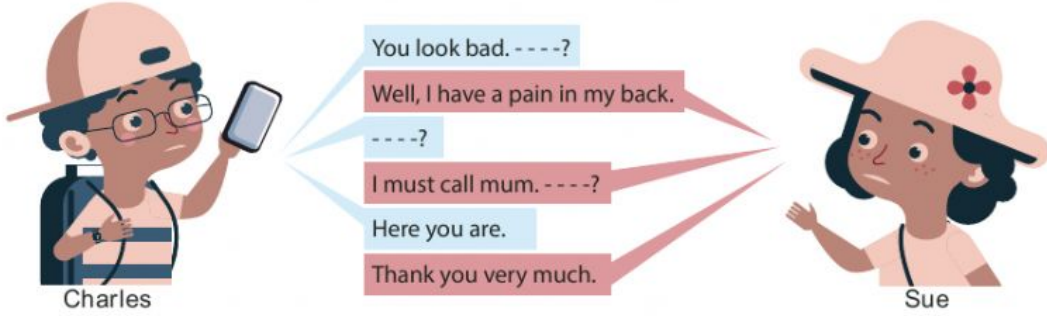 You look bad. - - - -?
Well, I have a pain in my back.
- - - -?
I must call mum. - - - -?
Here you are.
Thank you very much.
Charles
Sue